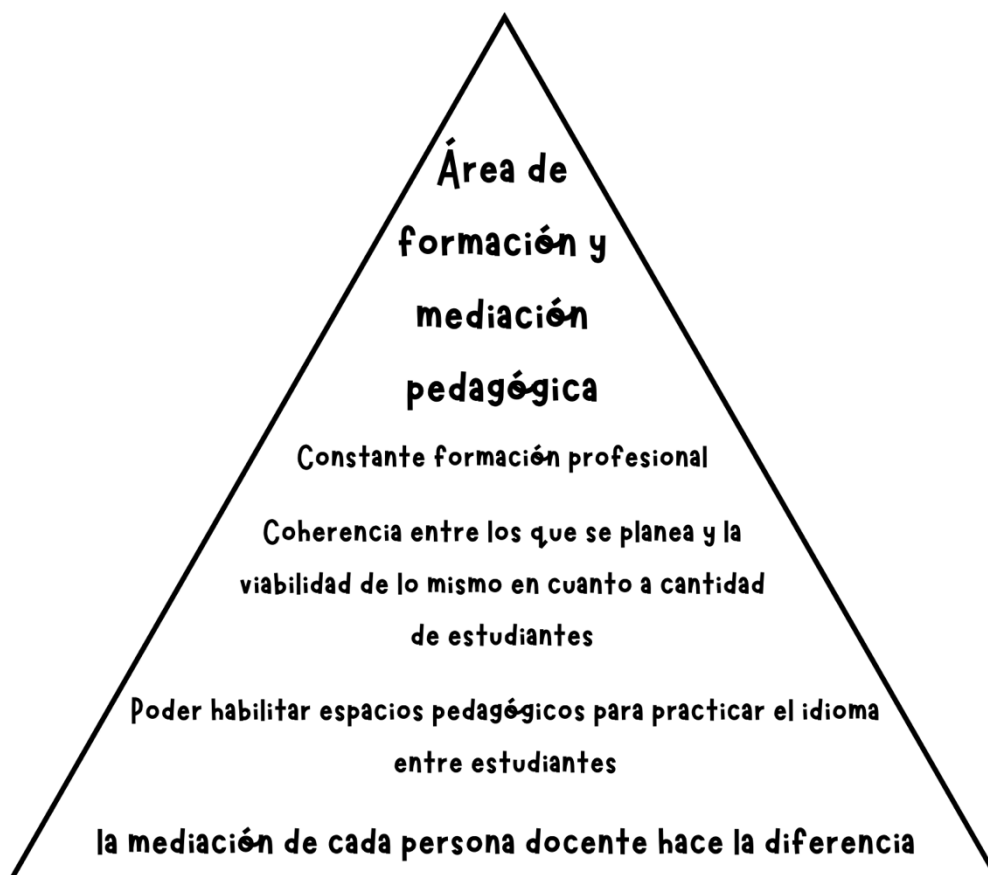 Área de
formación y
mediación
pedagógica
Constante formación profesional
Coherencia entre los que se planea y la
viabilidad de lo mismo en cuanto a cantidad
de estudiantes
Poder habilitar espacios pedagógicos para practicar el idioma
entre estudiantes
la mediación de cada persona docente hace la diferencia